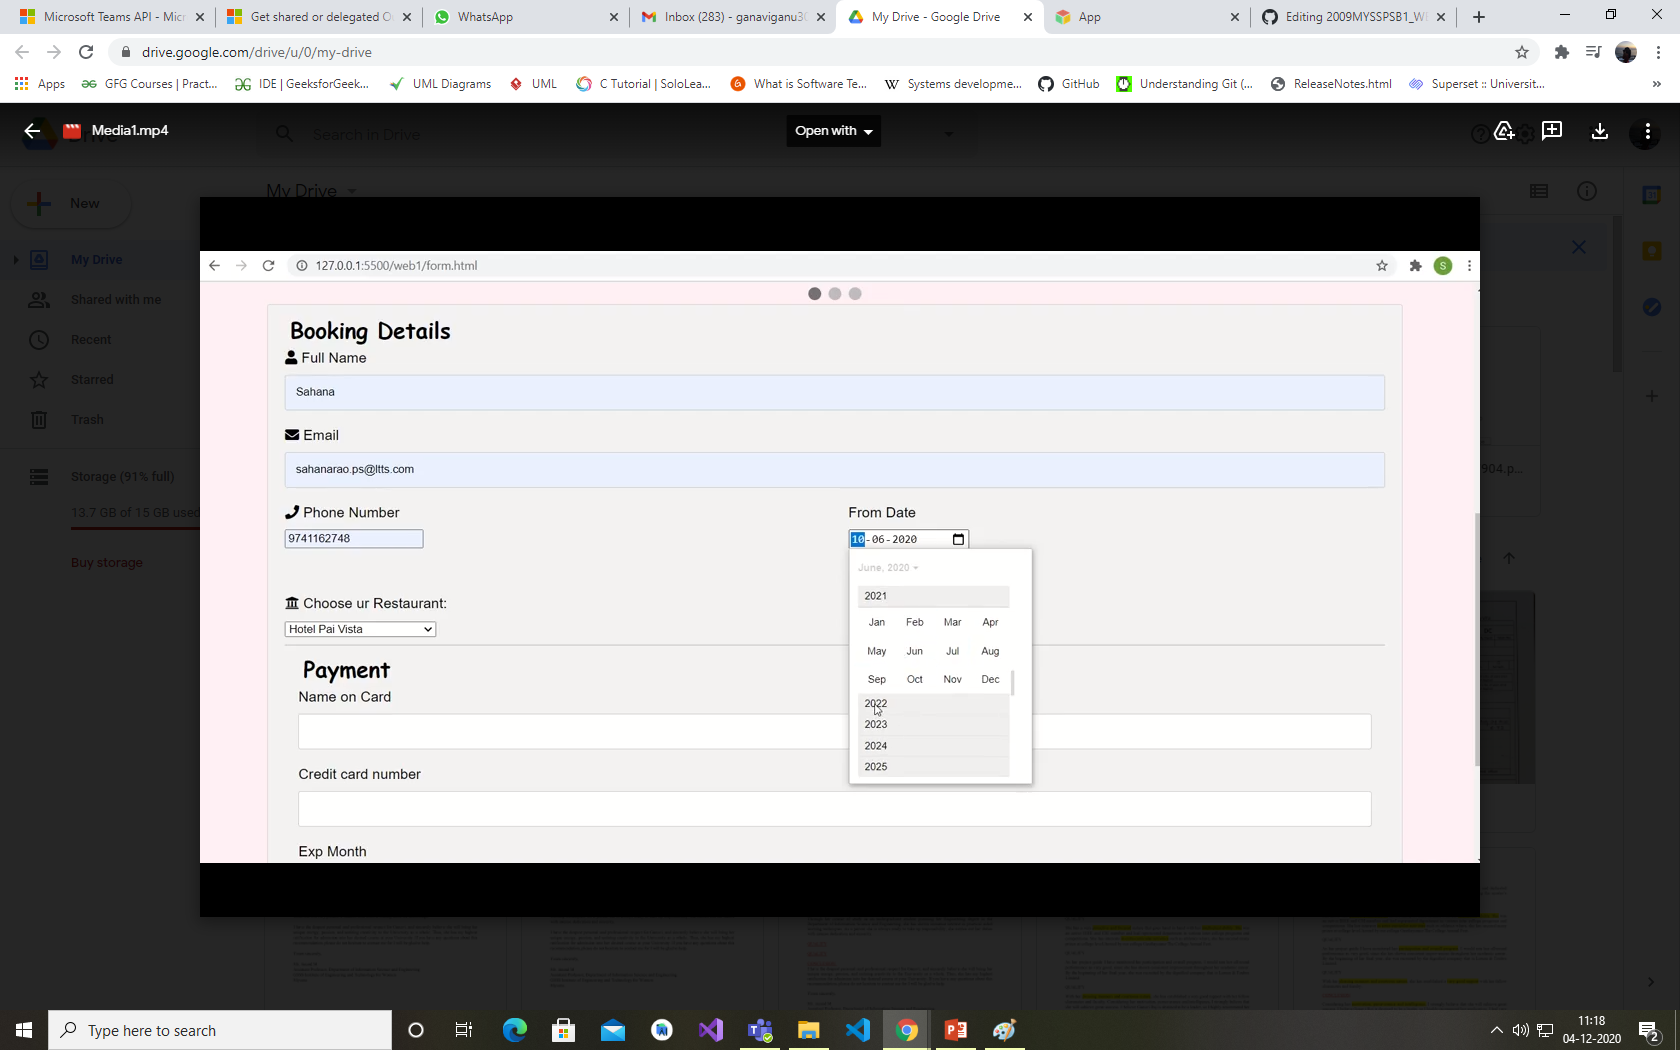 Microsoft Teams API - Micr
Get shared or delegated O
WhatsApp
Inbox (283) - ganaviganu30
My Drive - Google Drive
App
Editing 2009MYSSPSB1_WE
drive.google.com/drive/u/0/my-drive
Apps
GFG Courses | Pract...
IDE | GeeksforGeek...
UML Diagrams
UML
C Tutorial | SoloLea...
What is Software Te...
Systems developme...
GitHub
Understanding Git (...
ReleaseNotes.html
Superset :: Universit...
Media1.mp4
Search in Drive
Open with
My Drive
New
My Drive
Shared with me
Recent
Starred
Trash
Storage (91% full)
13.7 GB of 15 GB used
Buy storage
904.p...
127.0.0.1:5500/web1/form.html
Booking Details
Full Name
Sahana
Email
sahanarao.ps@ltts.com
Phone Number
From Date
9741162748
10-06-2020
June, 2020
2021
Jan Feb Mar Apr
May Jun Jul Aug
Sep Oct Nov Dec
2022
2023
2024
2025
Choose ur Restaurant:
Hotel Pai Vista
Payment
Name on Card
Credit card number
Exp Month
Type here to search
11:18
04-12-2020
2